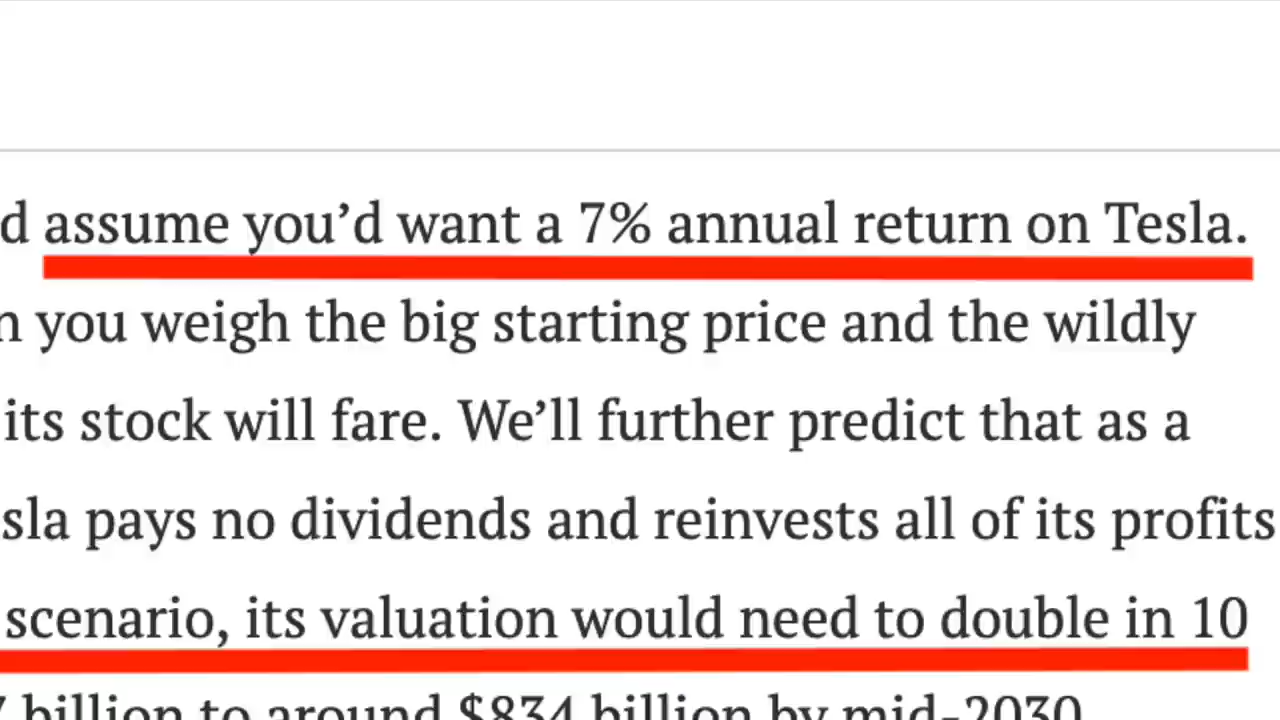 assume you’d want a 7% annual return on Tesla.
you weigh the big starting price and the wildly
its stock will fare. We’ll further predict that as a
pays no dividends and reinvests all of its profits
scenario, its valuation would need to double in 10
billion to around $834 billion by mid-2030